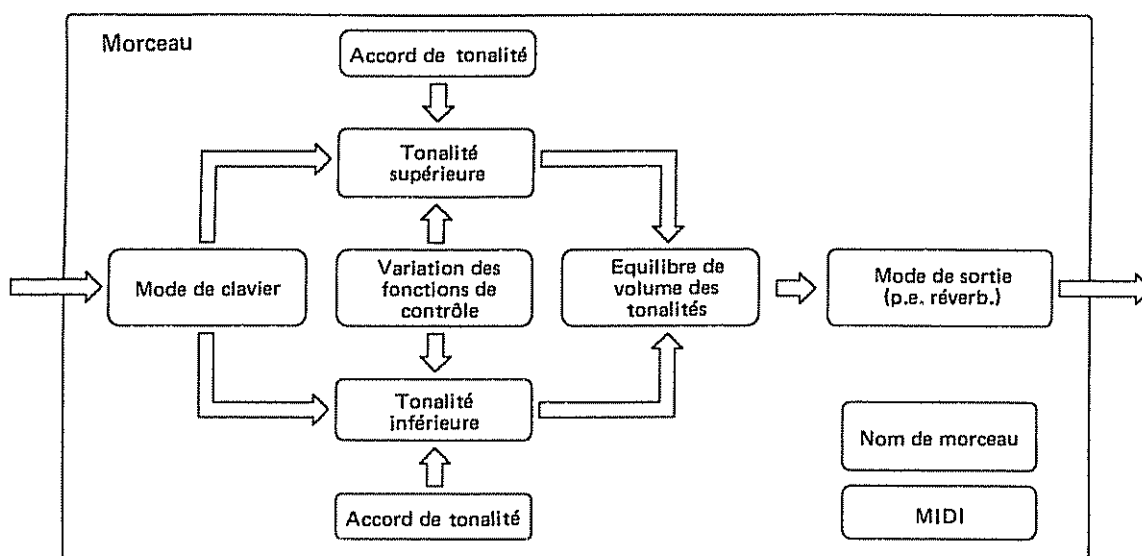 Morceau
Accord de tonalité
Tonalité
supérieure
Mode de clavier
Variation des
fonctions de
contrôle
Equilibre de
volume des
tonalités
Mode de sortie
(p.e. réverb.)
Tonalité
inférieure
Accord de tonalité
Nom de morceau
MIDI